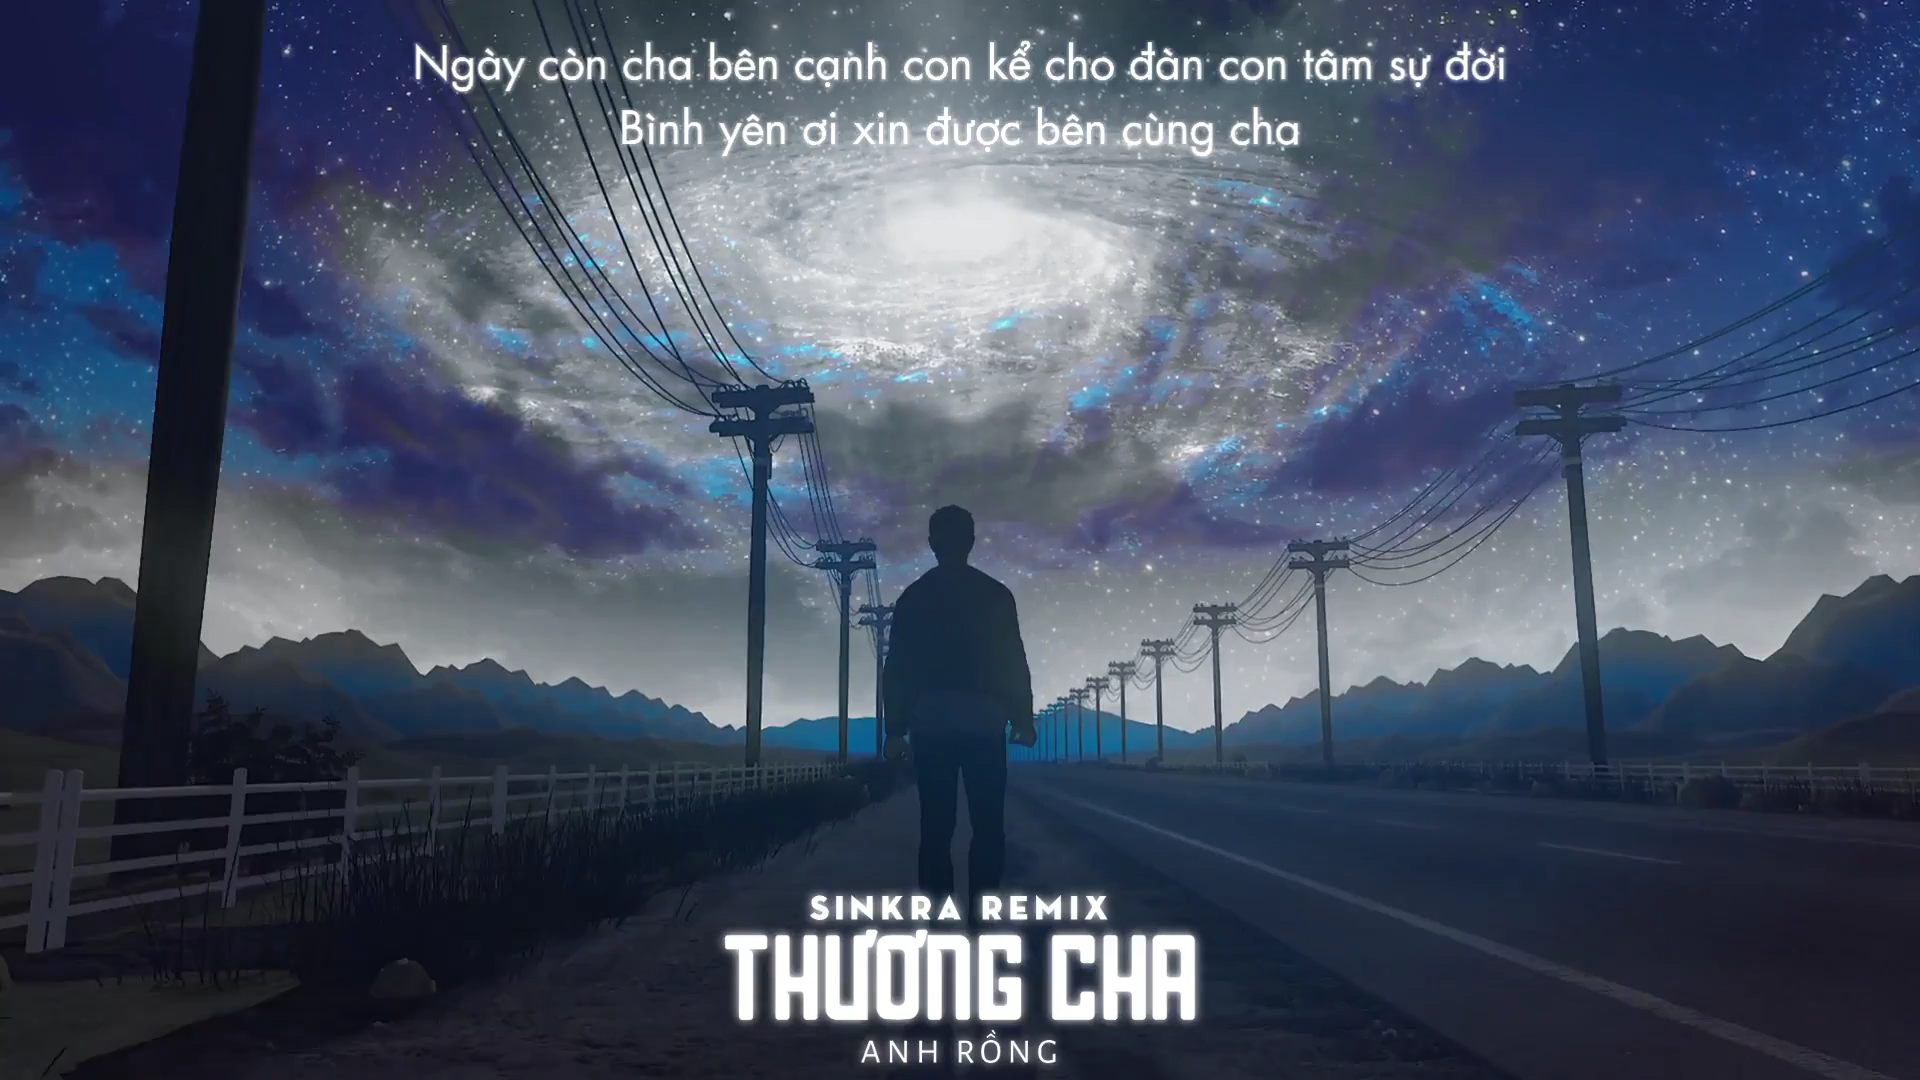 Ngày còn cha bên cạnh con kể cho đàn con tâm sự đời
Bình yên ơi xin được bên cùng cha
SINKRA REMIX
THƯƠNG CHA
ANH RỒNG